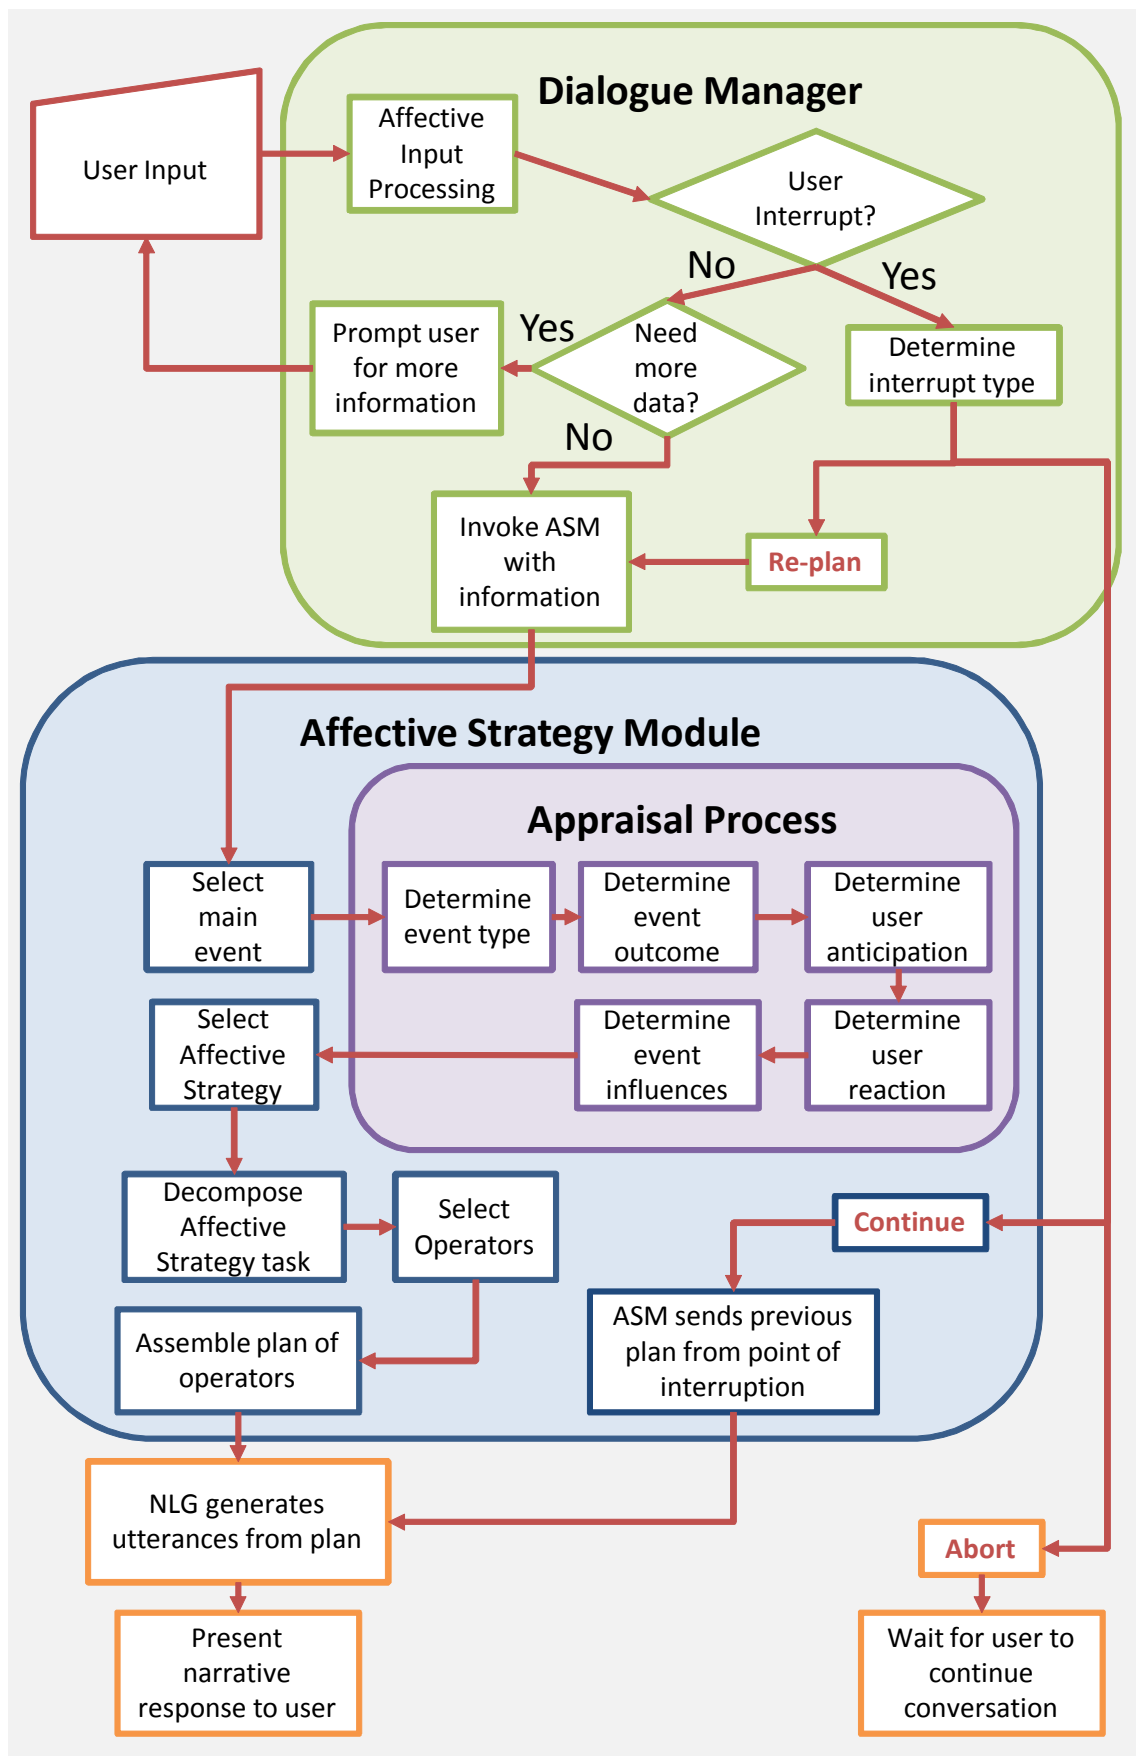 Dialogue Manager
User Input
Affective
Input
Processing
User
Interrupt?
No
Yes
Prompt user
for more
information
Yes
Need
more
data?
Determine
interrupt type
No
Invoke ASM
with
information
Re-plan
Affective Strategy Module
Appraisal Process
Select
main
event
Determine
event type
Determine
event
outcome
Determine
user
anticipation
Select
Affective
Strategy
Determine
event
influences
Determine
user
reaction
Decompose
Affective
Strategy task
Select
Operators
Continue
Assemble plan of
operators
ASM sends previous
plan from point of
interruption
NLG generates
utterances from plan
Abort
Present
narrative
response to user
Wait for user to
continue
conversation